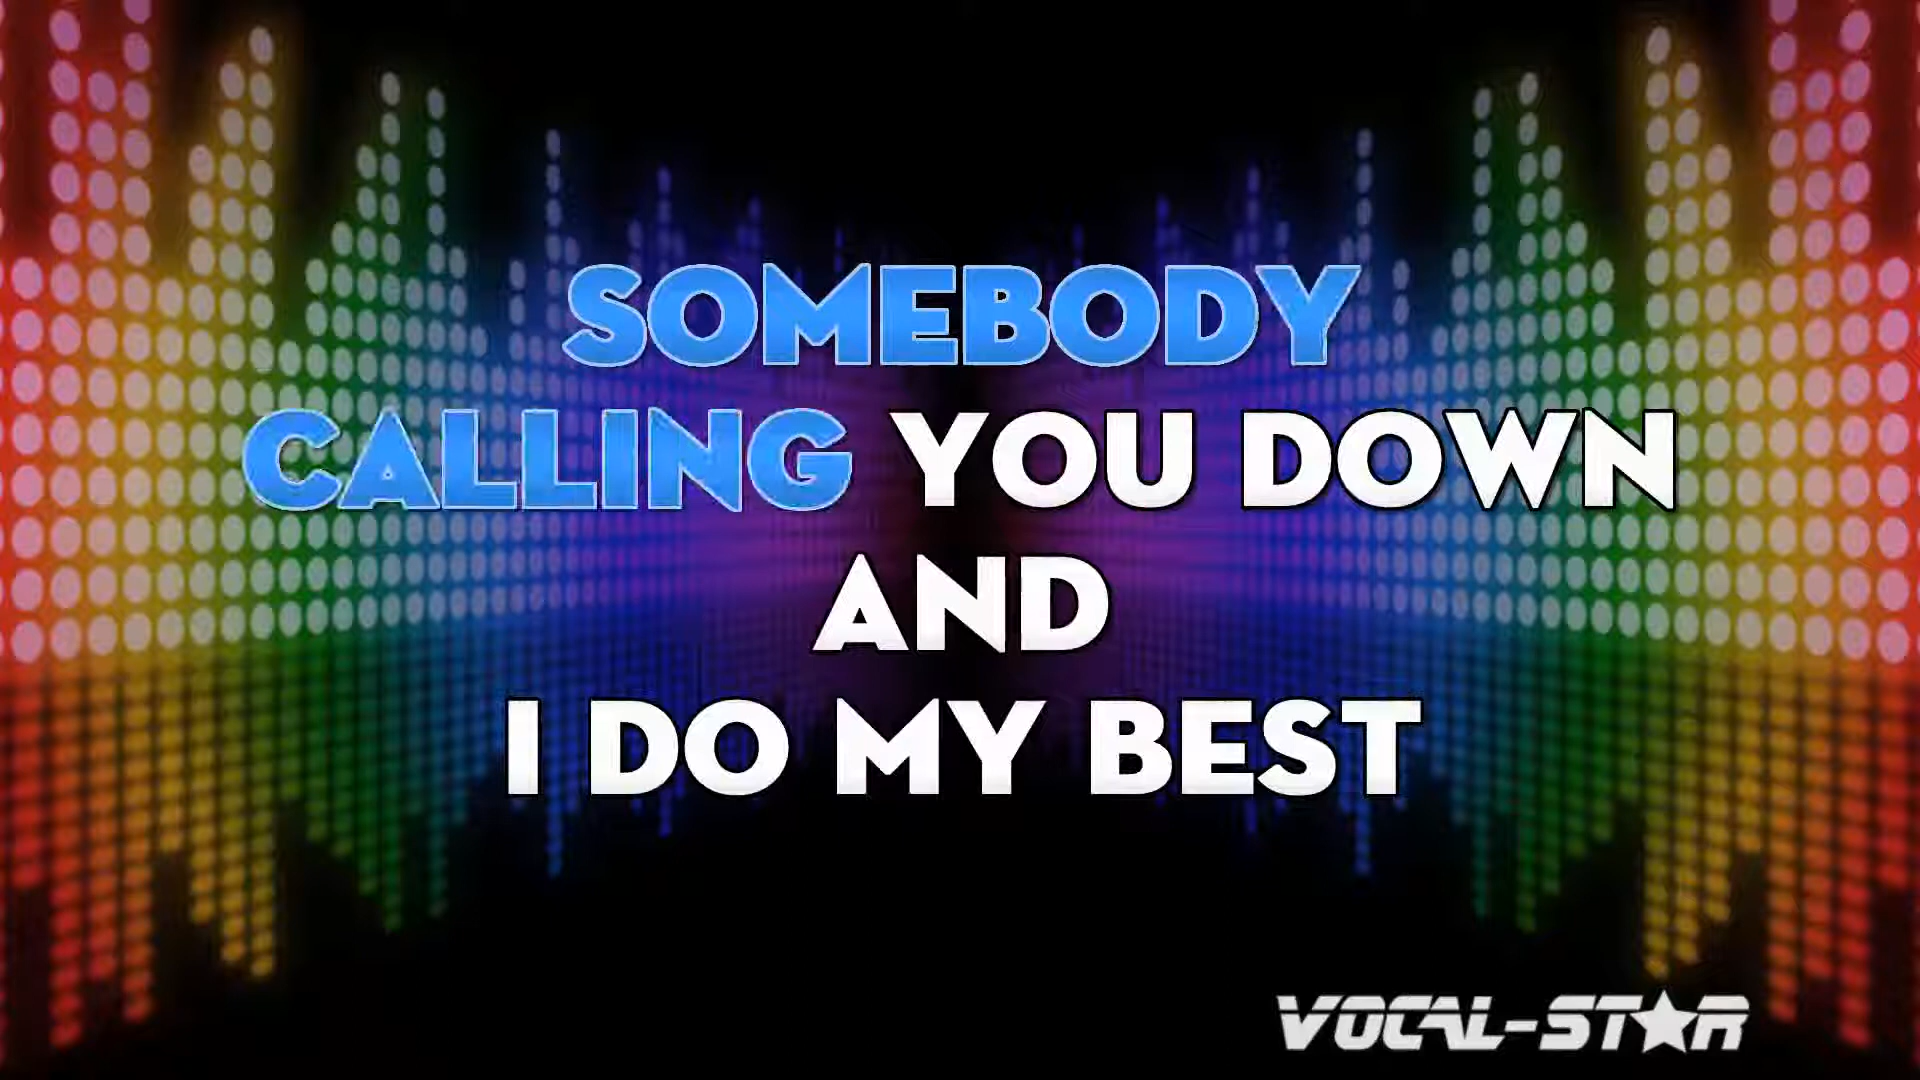 SOMEBODY
CALLING YOU DOWN
AND
I DO MY BEST
VOCAL-STAR